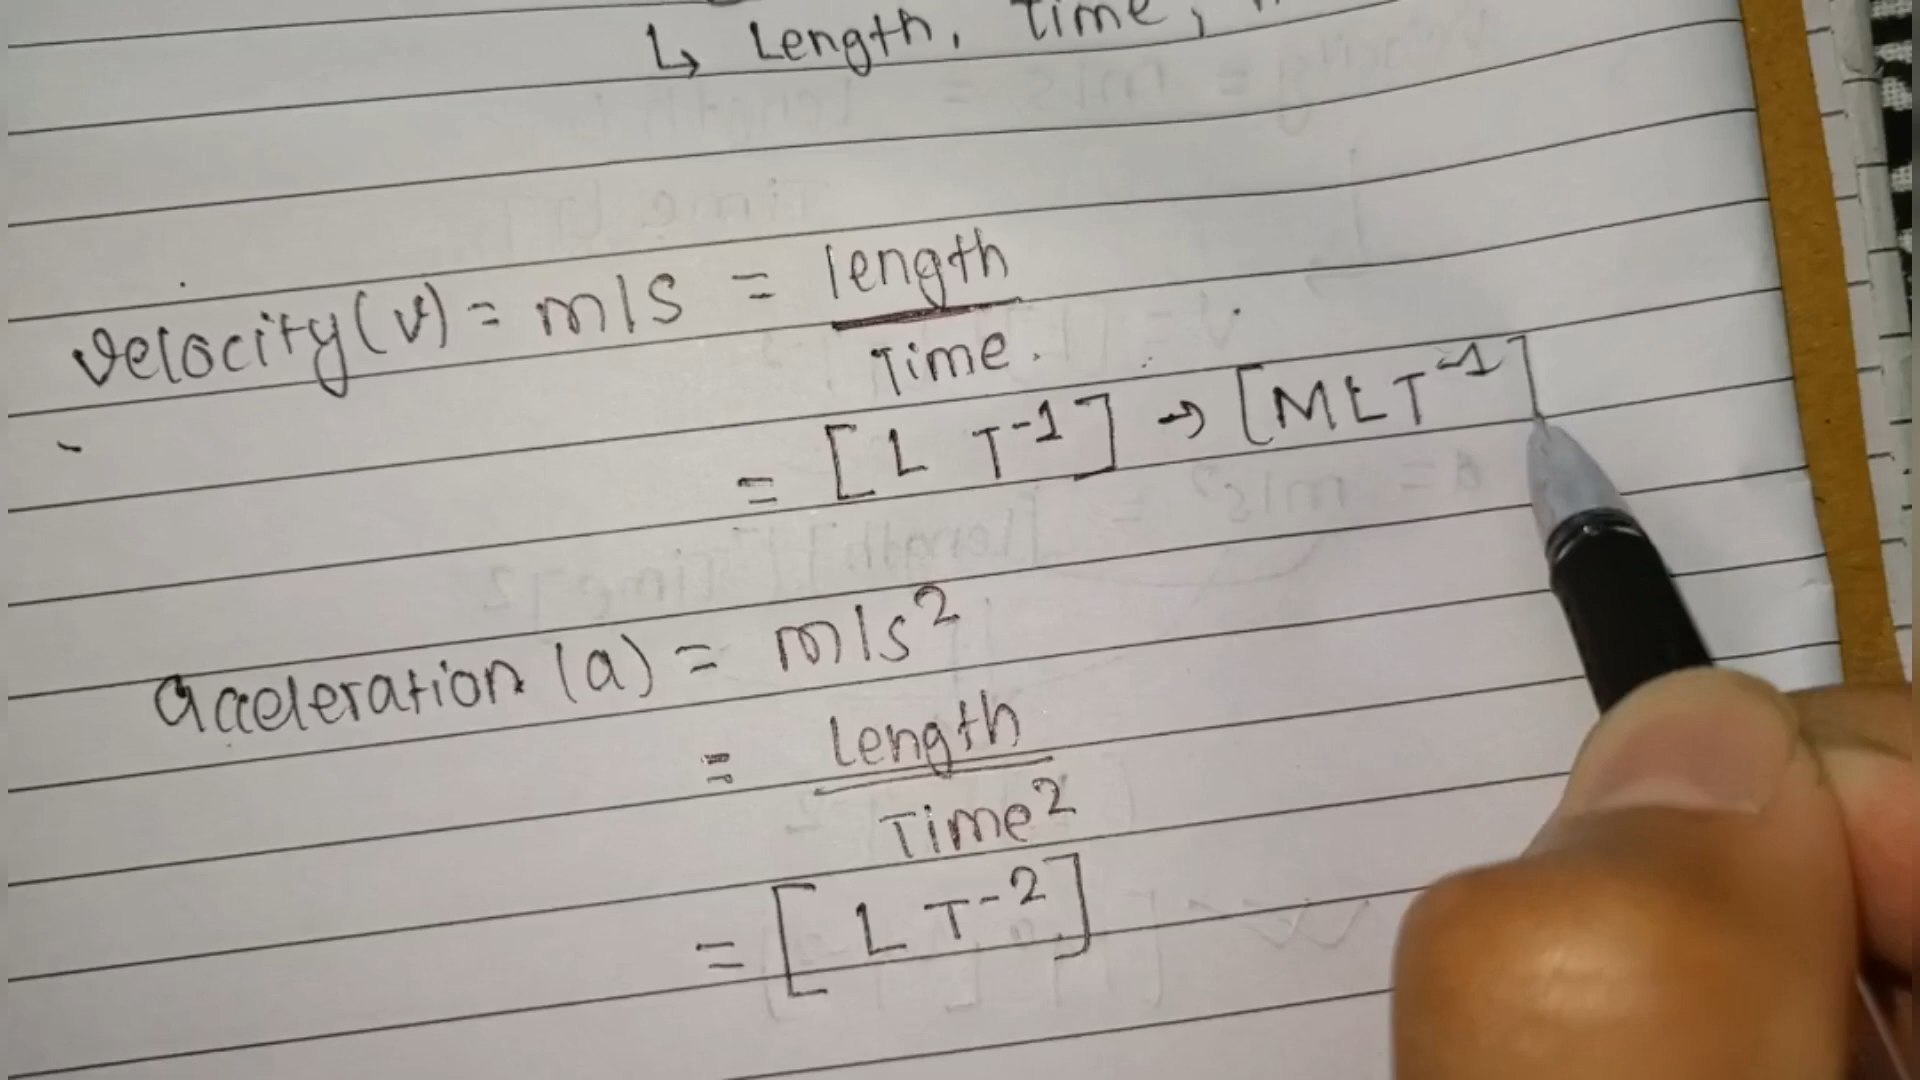 ↳ Length, Time,
Velocity(v) = m/s = length
Time.
= [L T-1] → [MLT-1]
acceleration (a) = m/s2
= Length
Time2
= [L T-2]